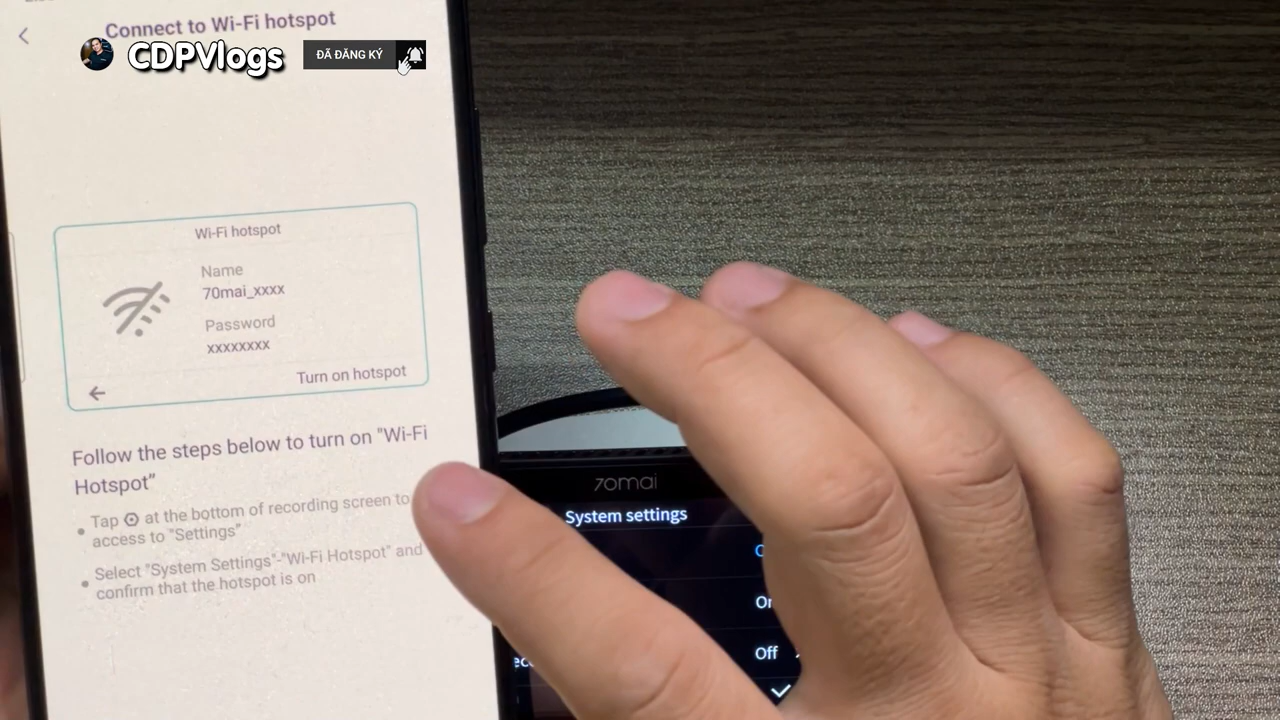 Connect to Wi-Fi hotspot
CDPVlogs
ĐÃ ĐĂNG KÝ
Wi-Fi hotspot
Name
70mai_xxxx
Password
xxxxxxxx
Turn on hotspot
Follow the steps below to turn on "Wi-Fi
Hotspot"
Tap at the bottom of recording screen to
access to "Settings"
Select "System Settings"-"Wi-Fi Hotspot" and
confirm that the hotspot is on
70mai
System settings
Off